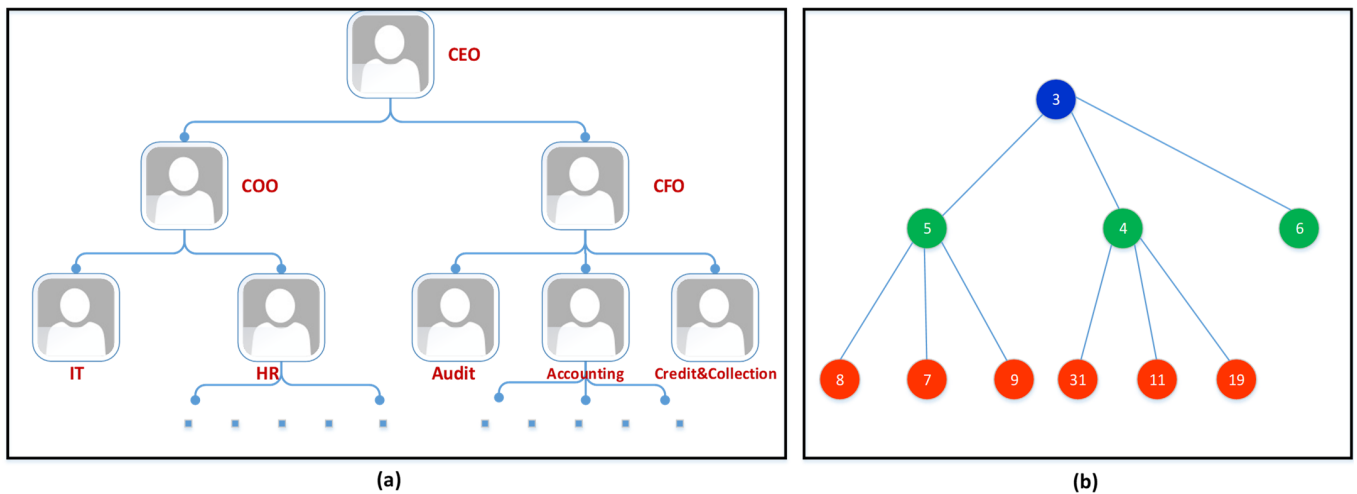 CEO
COO
CFO
IT
HR
Audit
Accounting
Credit&Collection
(a)
3
5
4
6
8
7
9
31
11
19
(b)